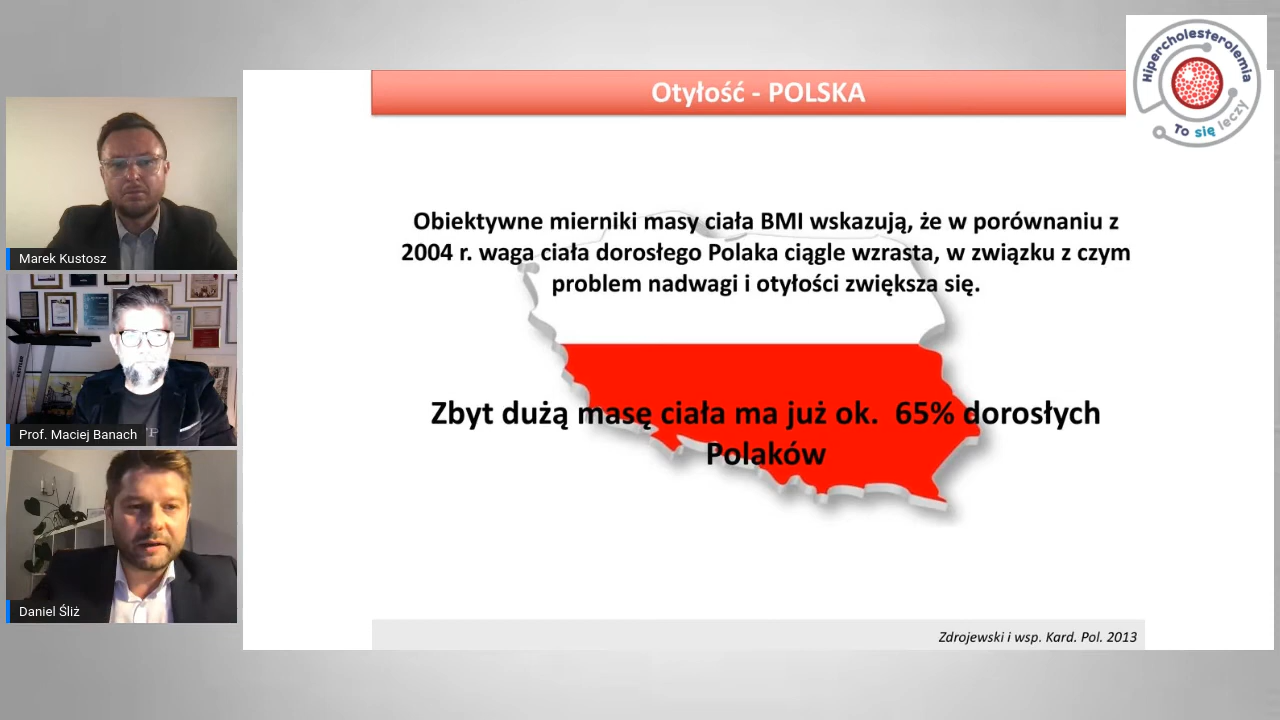 Hipercholesterolemia
To się leczy
Otyłość - POLSKA
Marek Kustosz
Prof. Maciej Banach
Daniel Śliż
Obiektywne mierniki masy ciała BMI wskazują, że w porównaniu z
2004 r. waga ciała dorosłego Polaka ciągle wzrasta, w związku z czym
problem nadwagi i otyłości zwiększa się.
Zbyt dużą masę ciała ma już ok. 65% dorosłych
Polaków
Zdrojewski i wsp. Kard. Pol. 2013